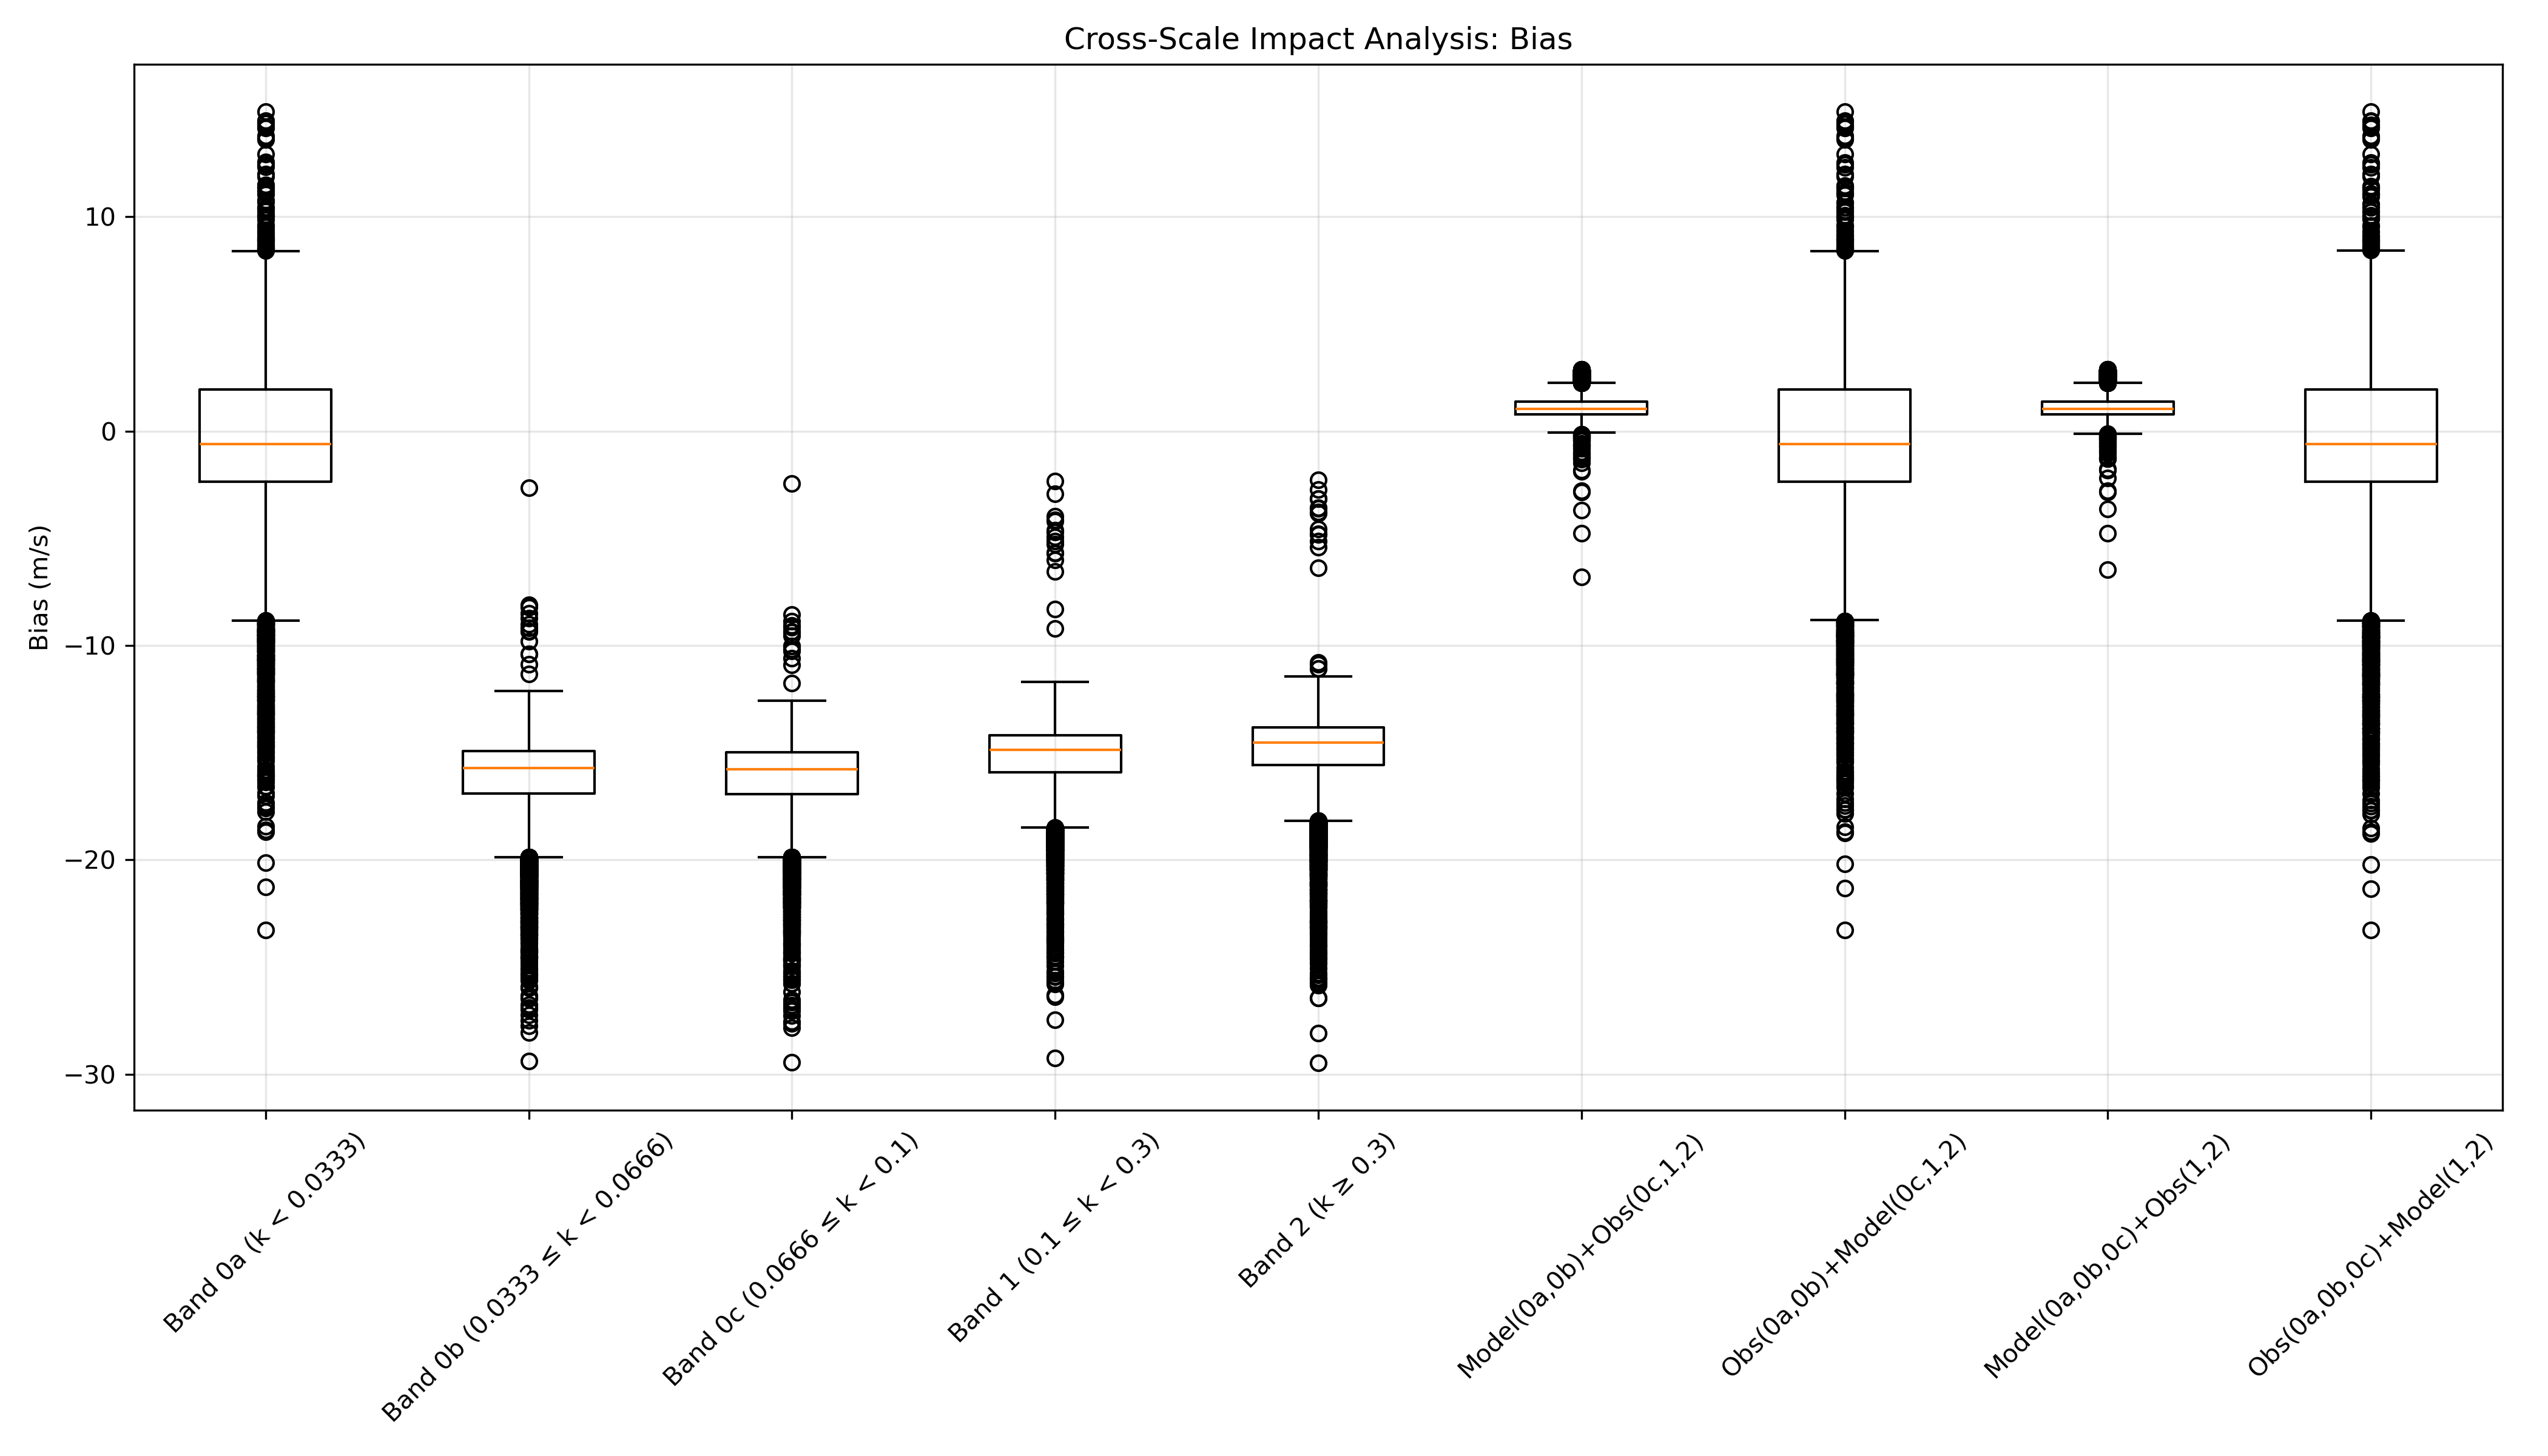 Cross-Scale Impact Analysis: Bias
Bias (m/s)
10
0
−10
−20
−30
Band 0a (k < 0.0333)
Band 0b (0.0333 ≤ k < 0.0666)
Band 0c (0.0666 ≤ k < 0.1)
Band 1 (0.1 ≤ k < 0.3)
Band 2 (k ≥ 0.3)
Model(0a,0b)+Obs(0c,1,2)
Obs(0a,0b)+Model(0c,1,2)
Model(0a,0b,0c)+Obs(1,2)
Obs(0a,0b,0c)+Model(1,2)